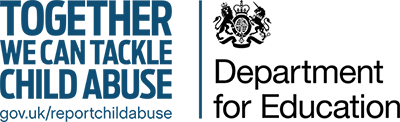 TOGETHER
WE CAN TACKLE
CHILD ABUSE
gov.uk/reportchildabuse
Department
for Education